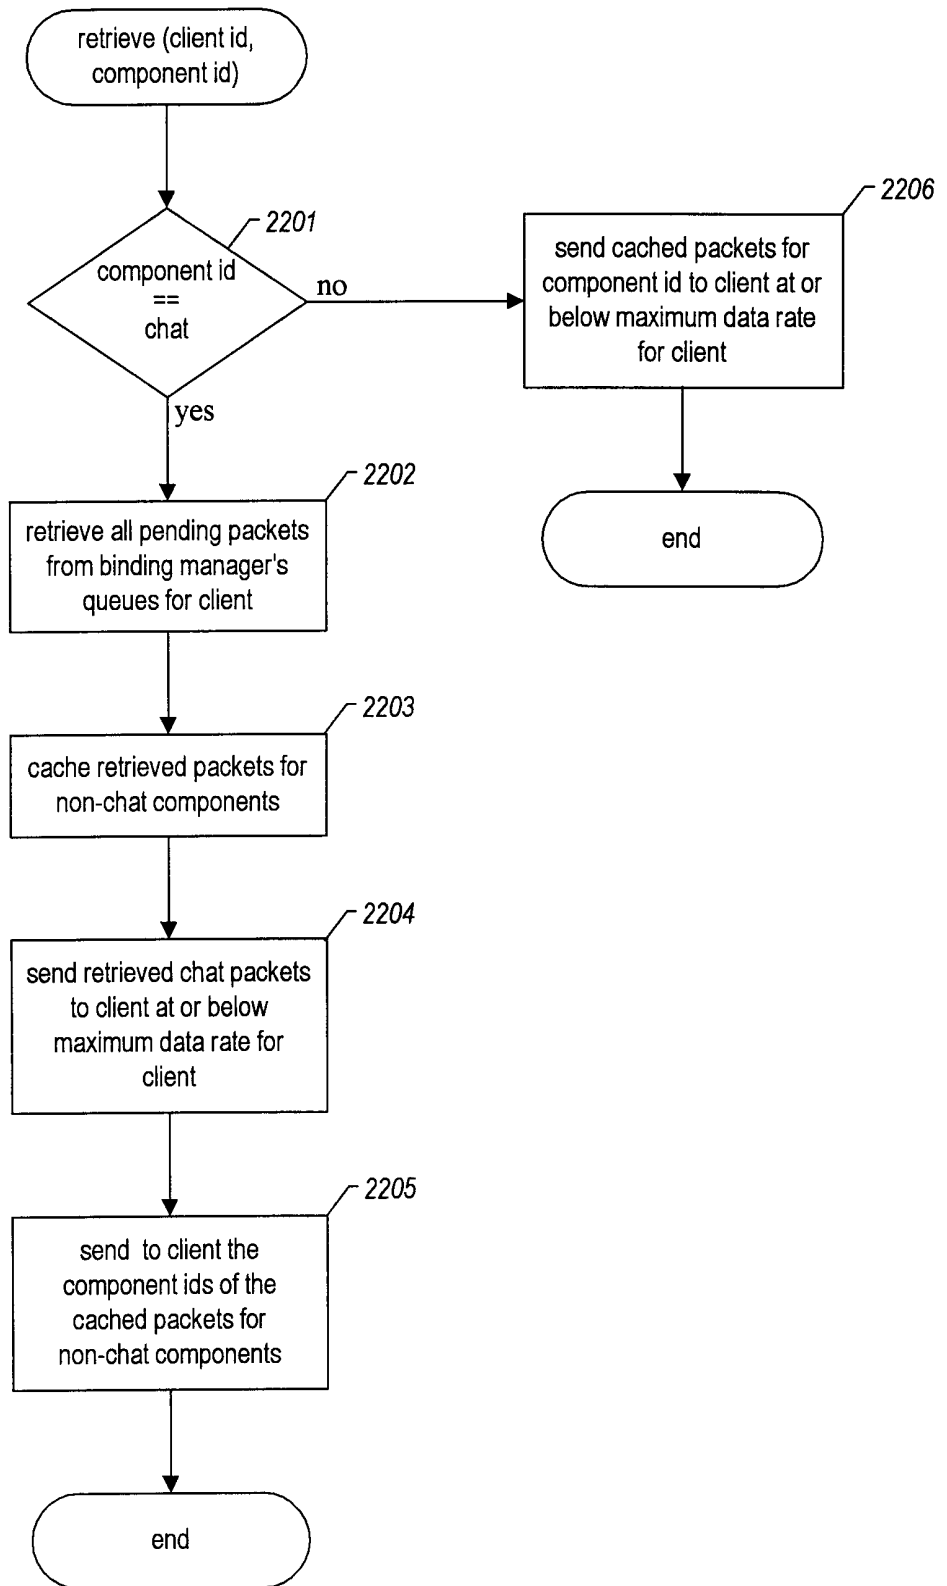 retrieve (client id,
component id)
2201
component id
==
chat
no
yes
2206
send cached packets for
component id to client at or
below maximum data rate
for client
end
2202
retrieve all pending packets
from binding manager's
queues for client
2203
cache retrieved packets for
non-chat components
2204
send retrieved chat packets
to client at or below
maximum data rate for
client
2205
send to client the
component ids of the
cached packets for
non-chat components
end